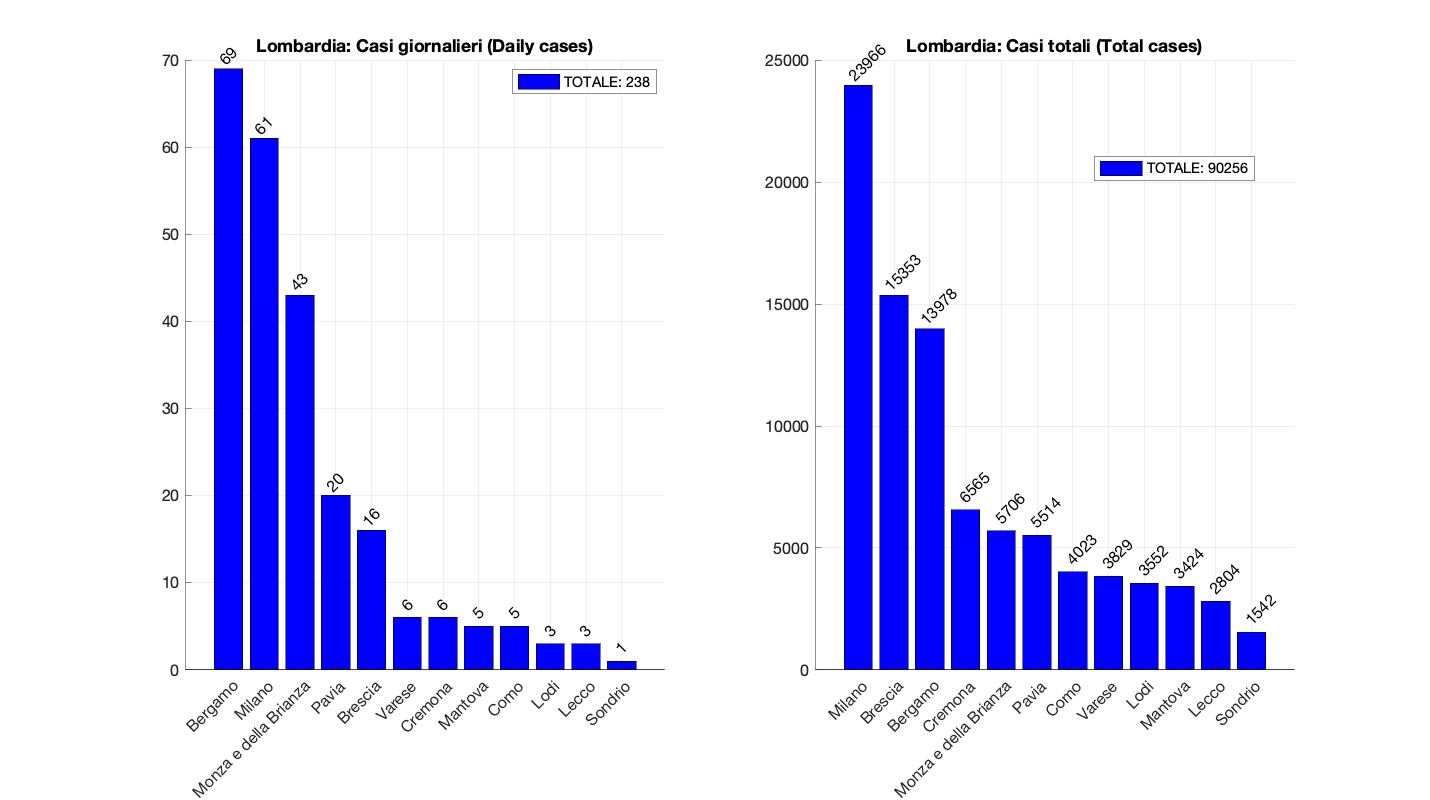 Lombardia: Casi giornalieri (Daily cases)
TOTALE: 238
70
60
50
40
30
20
10
0
69
61
43
20
16
6
6
5
5
3
3
1
Bergamo
Milano
Monza e della Brianza
Pavia
Brescia
Varese
Cremona
Mantova
Como
Lodi
Lecco
Sondrio
Lombardia: Casi totali (Total cases)
TOTALE: 90256
25000
20000
15000
10000
5000
0
23966
15353
13978
6565
5706
5514
4023
3829
3552
3424
2804
1542
Milano
Brescia
Bergamo
Cremona
Monza e della Brianza
Pavia
Como
Varese
Lodi
Mantova
Lecco
Sondrio